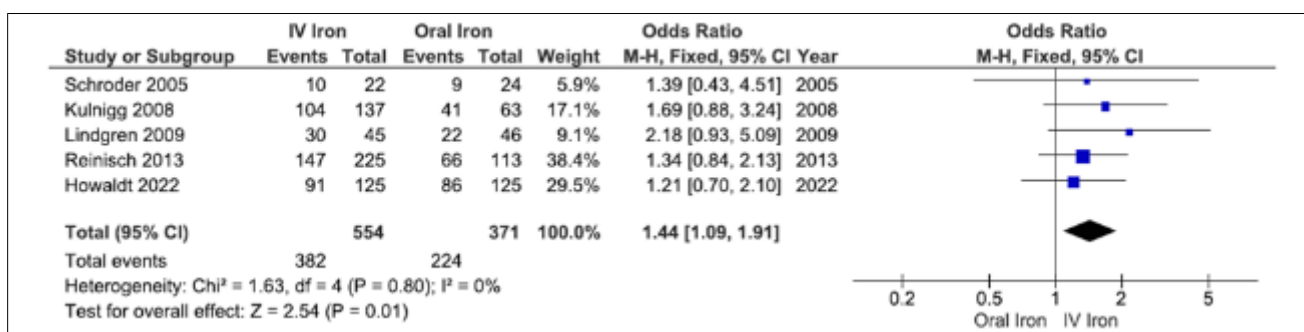 IV Iron Oral Iron Odds Ratio Odds Ratio
Study or Subgroup Events Total Events Total Weight M-H, Fixed, 95% CI Year M-H, Fixed, 95% CI
Schroder 2005 10 22 9 24 5.9% 1.39 [0.43, 4.51] 2005
Kulnigg 2008 104 137 41 63 17.1% 1.69 [0.88, 3.24] 2008
Lindgren 2009 30 45 22 46 9.1% 2.18 [0.93, 5.09] 2009
Reinisch 2013 147 225 66 113 38.4% 1.34 [0.84, 2.13] 2013
Howaldt 2022 91 125 86 125 29.5% 1.21 [0.70, 2.10] 2022
Total (95% CI) 554 371 100.0% 1.44 [1.09, 1.91]
Total events 382 224
Heterogeneity: Chi² = 1.63, df = 4 (P = 0.80); I² = 0%
Test for overall effect: Z = 2.54 (P = 0.01)
0.2 0.5 1 2 5
Oral Iron IV Iron